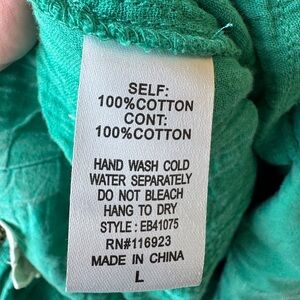 SELF:
100%COTTON
CONT:
100%COTTON
HAND WASH COLD
WATER SEPARATELY
DO NOT BLEACH
HANG TO DRY
STYLE : EB41075
RN#116923
MADE IN CHINA
L